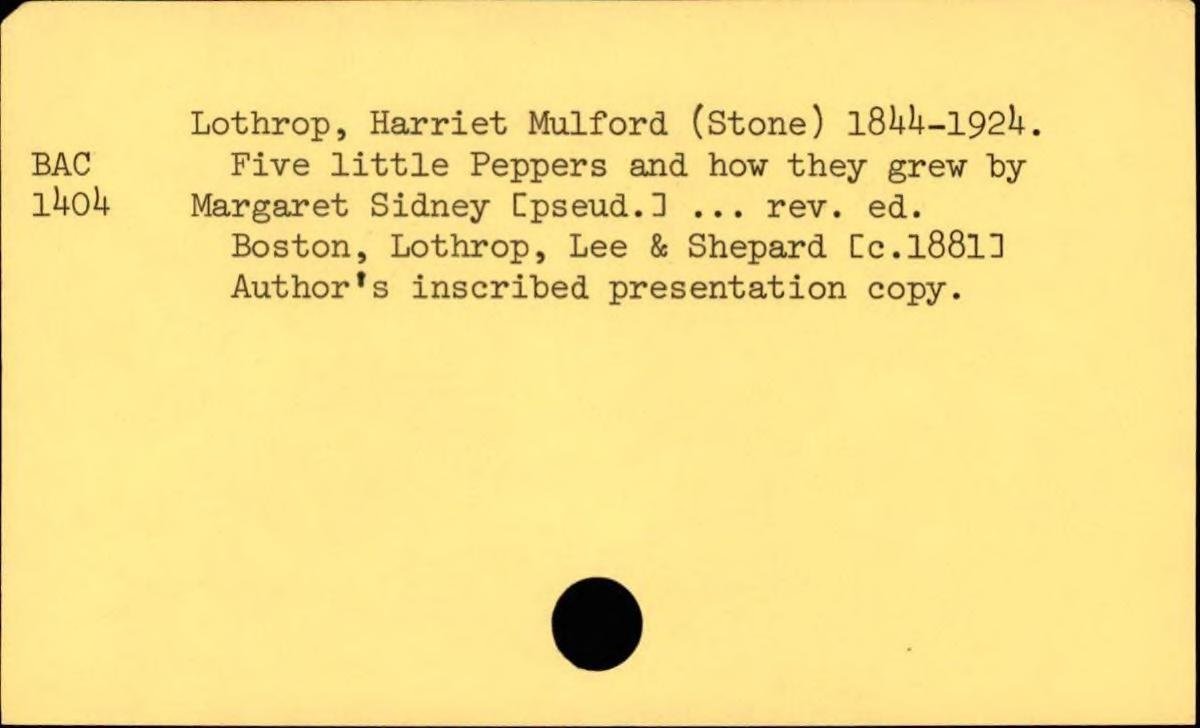 Lothrop, Harriet Mulford (Stone) 1844-1924.
BAC Five little Peppers and how they grew by
1404 Margaret Sidney [pseud.] ... rev. ed.
Boston, Lothrop, Lee & Shepard [c.1881]
Author's inscribed presentation copy.